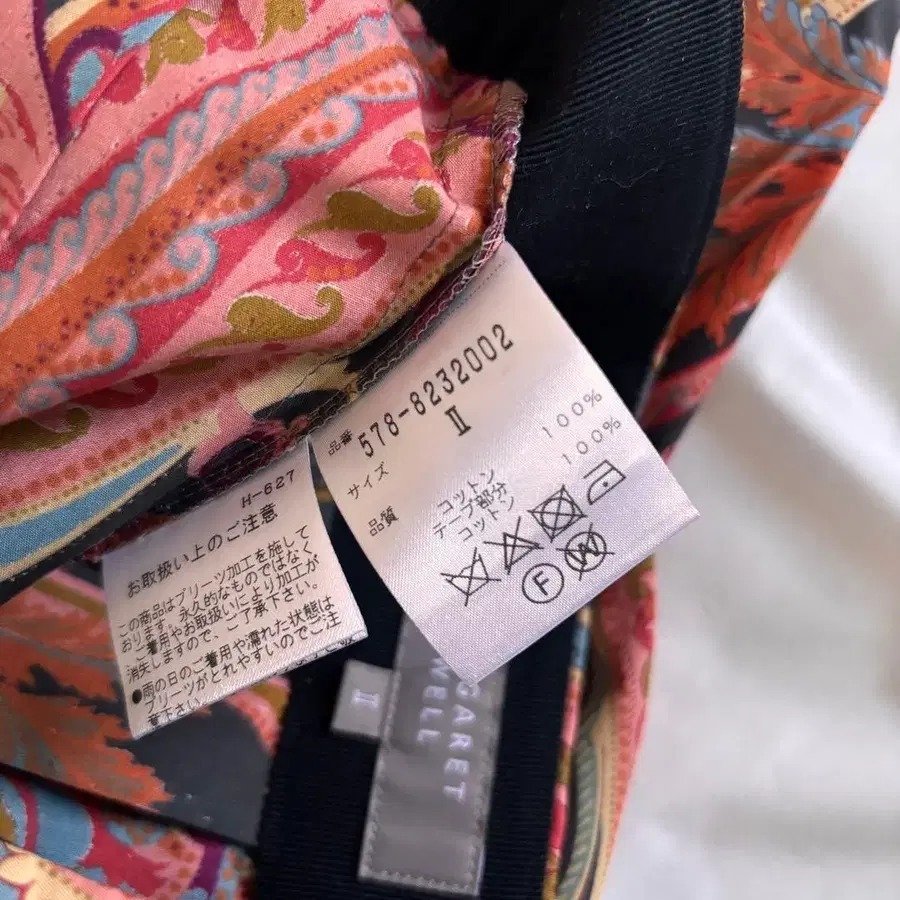 品番 578-8232002
サイズ II
品質
コットン 100%
テープ部分
コットン 100%
F W
H-627
お取扱い上のご注意
この商品はプリーツ加工を施して
おります。永久的なものではなく
ご着用やお取扱いにより加工が
消失しますので、ご了承下さい。
●雨の日のご着用や濡れた状態は
プリーツがとれやすいのでご注
意下さい。
II
GARET
WELL